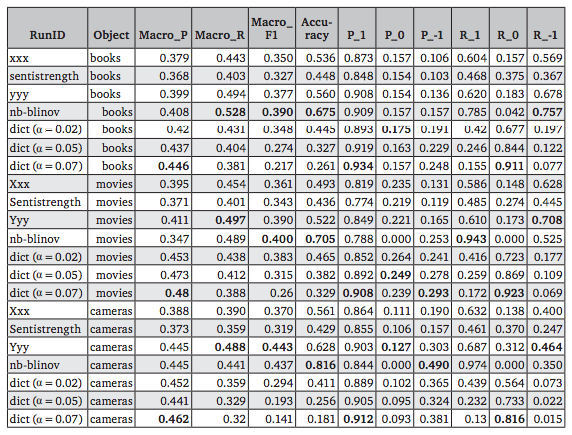 RunID Object Macro_P Macro_R Macro_F1 Accuracy P_1 P_0 P_-1 R_1 R_0 R_-1
xxx books 0.379 0.443 0.350 0.536 0.873 0.157 0.106 0.604 0.157 0.569
sentistrength books 0.368 0.403 0.327 0.448 0.848 0.154 0.103 0.468 0.375 0.367
yyy books 0.399 0.494 0.377 0.560 0.908 0.154 0.136 0.620 0.183 0.678
nb-blinov books 0.408 0.528 0.390 0.675 0.909 0.157 0.157 0.785 0.042 0.757
dict (α = 0.02) books 0.42 0.431 0.348 0.445 0.893 0.175 0.191 0.42 0.677 0.197
dict (α = 0.05) books 0.437 0.404 0.274 0.327 0.919 0.163 0.229 0.246 0.844 0.122
dict (α = 0.07) books 0.446 0.381 0.217 0.261 0.934 0.157 0.248 0.155 0.911 0.077
Xxx movies 0.395 0.454 0.361 0.493 0.819 0.235 0.131 0.586 0.148 0.628
Sentistrength movies 0.371 0.401 0.343 0.436 0.774 0.219 0.119 0.485 0.274 0.445
Yyy movies 0.411 0.497 0.390 0.522 0.849 0.221 0.165 0.610 0.173 0.708
nb-blinov movies 0.347 0.489 0.400 0.705 0.788 0.000 0.253 0.943 0.000 0.525
dict (α = 0.02) movies 0.453 0.438 0.383 0.465 0.852 0.264 0.241 0.416 0.723 0.177
dict (α = 0.05) movies 0.473 0.412 0.315 0.382 0.892 0.249 0.278 0.259 0.869 0.109
dict (α = 0.07) movies 0.48 0.388 0.26 0.329 0.908 0.239 0.293 0.172 0.923 0.069
Xxx cameras 0.388 0.390 0.370 0.561 0.864 0.111 0.190 0.632 0.138 0.400
Sentistrength cameras 0.373 0.359 0.319 0.429 0.855 0.106 0.157 0.461 0.370 0.247
Yyy cameras 0.445 0.488 0.443 0.628 0.903 0.127 0.303 0.687 0.312 0.464
nb-blinov cameras 0.445 0.441 0.437 0.816 0.844 0.000 0.490 0.974 0.000 0.350
dict (α = 0.02) cameras 0.452 0.359 0.294 0.411 0.889 0.102 0.365 0.439 0.564 0.073
dict (α = 0.05) cameras 0.441 0.329 0.193 0.256 0.905 0.095 0.324 0.232 0.733 0.022
dict (α = 0.07) cameras 0.462 0.32 0.141 0.181 0.912 0.093 0.381 0.13 0.816 0.015